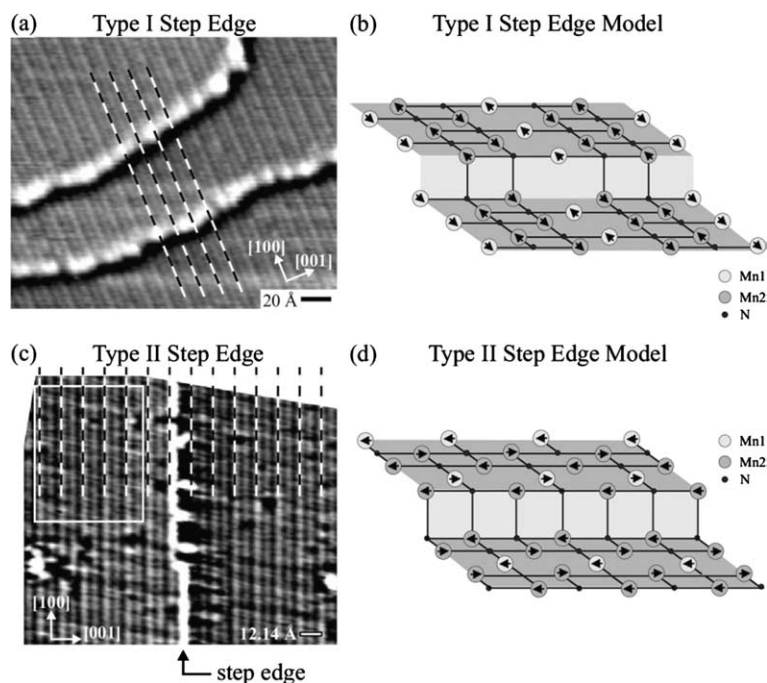 (a) Type I Step Edge
(b) Type I Step Edge Model
[100]
[001]
20 Å
Mn1
Mn2
N
(c) Type II Step Edge
(d) Type II Step Edge Model
[100]
[001]
12.14 Å
step edge
Mn1
Mn2
N